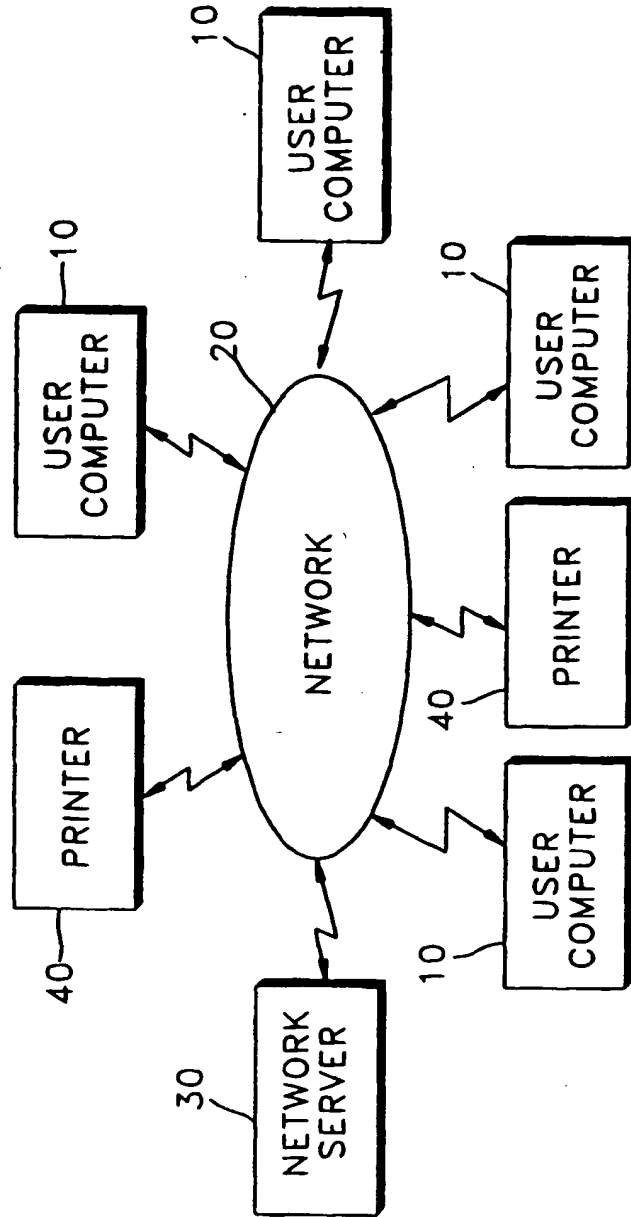 40
PRINTER
USER
COMPUTER
10
30
NETWORK
SERVER
NETWORK
20
10
USER
COMPUTER
10
USER
COMPUTER
40
PRINTER
10
USER
COMPUTER